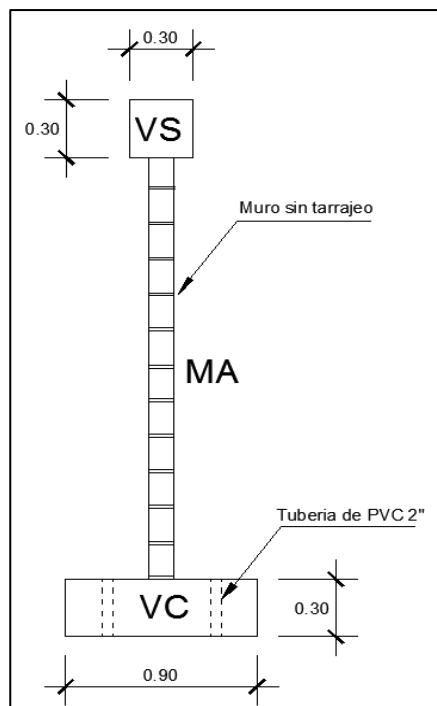 0.30
0.30
VS
Muro sin tarrajeo
MA
Tuberia de PVC 2"
VC
0.30
0.90